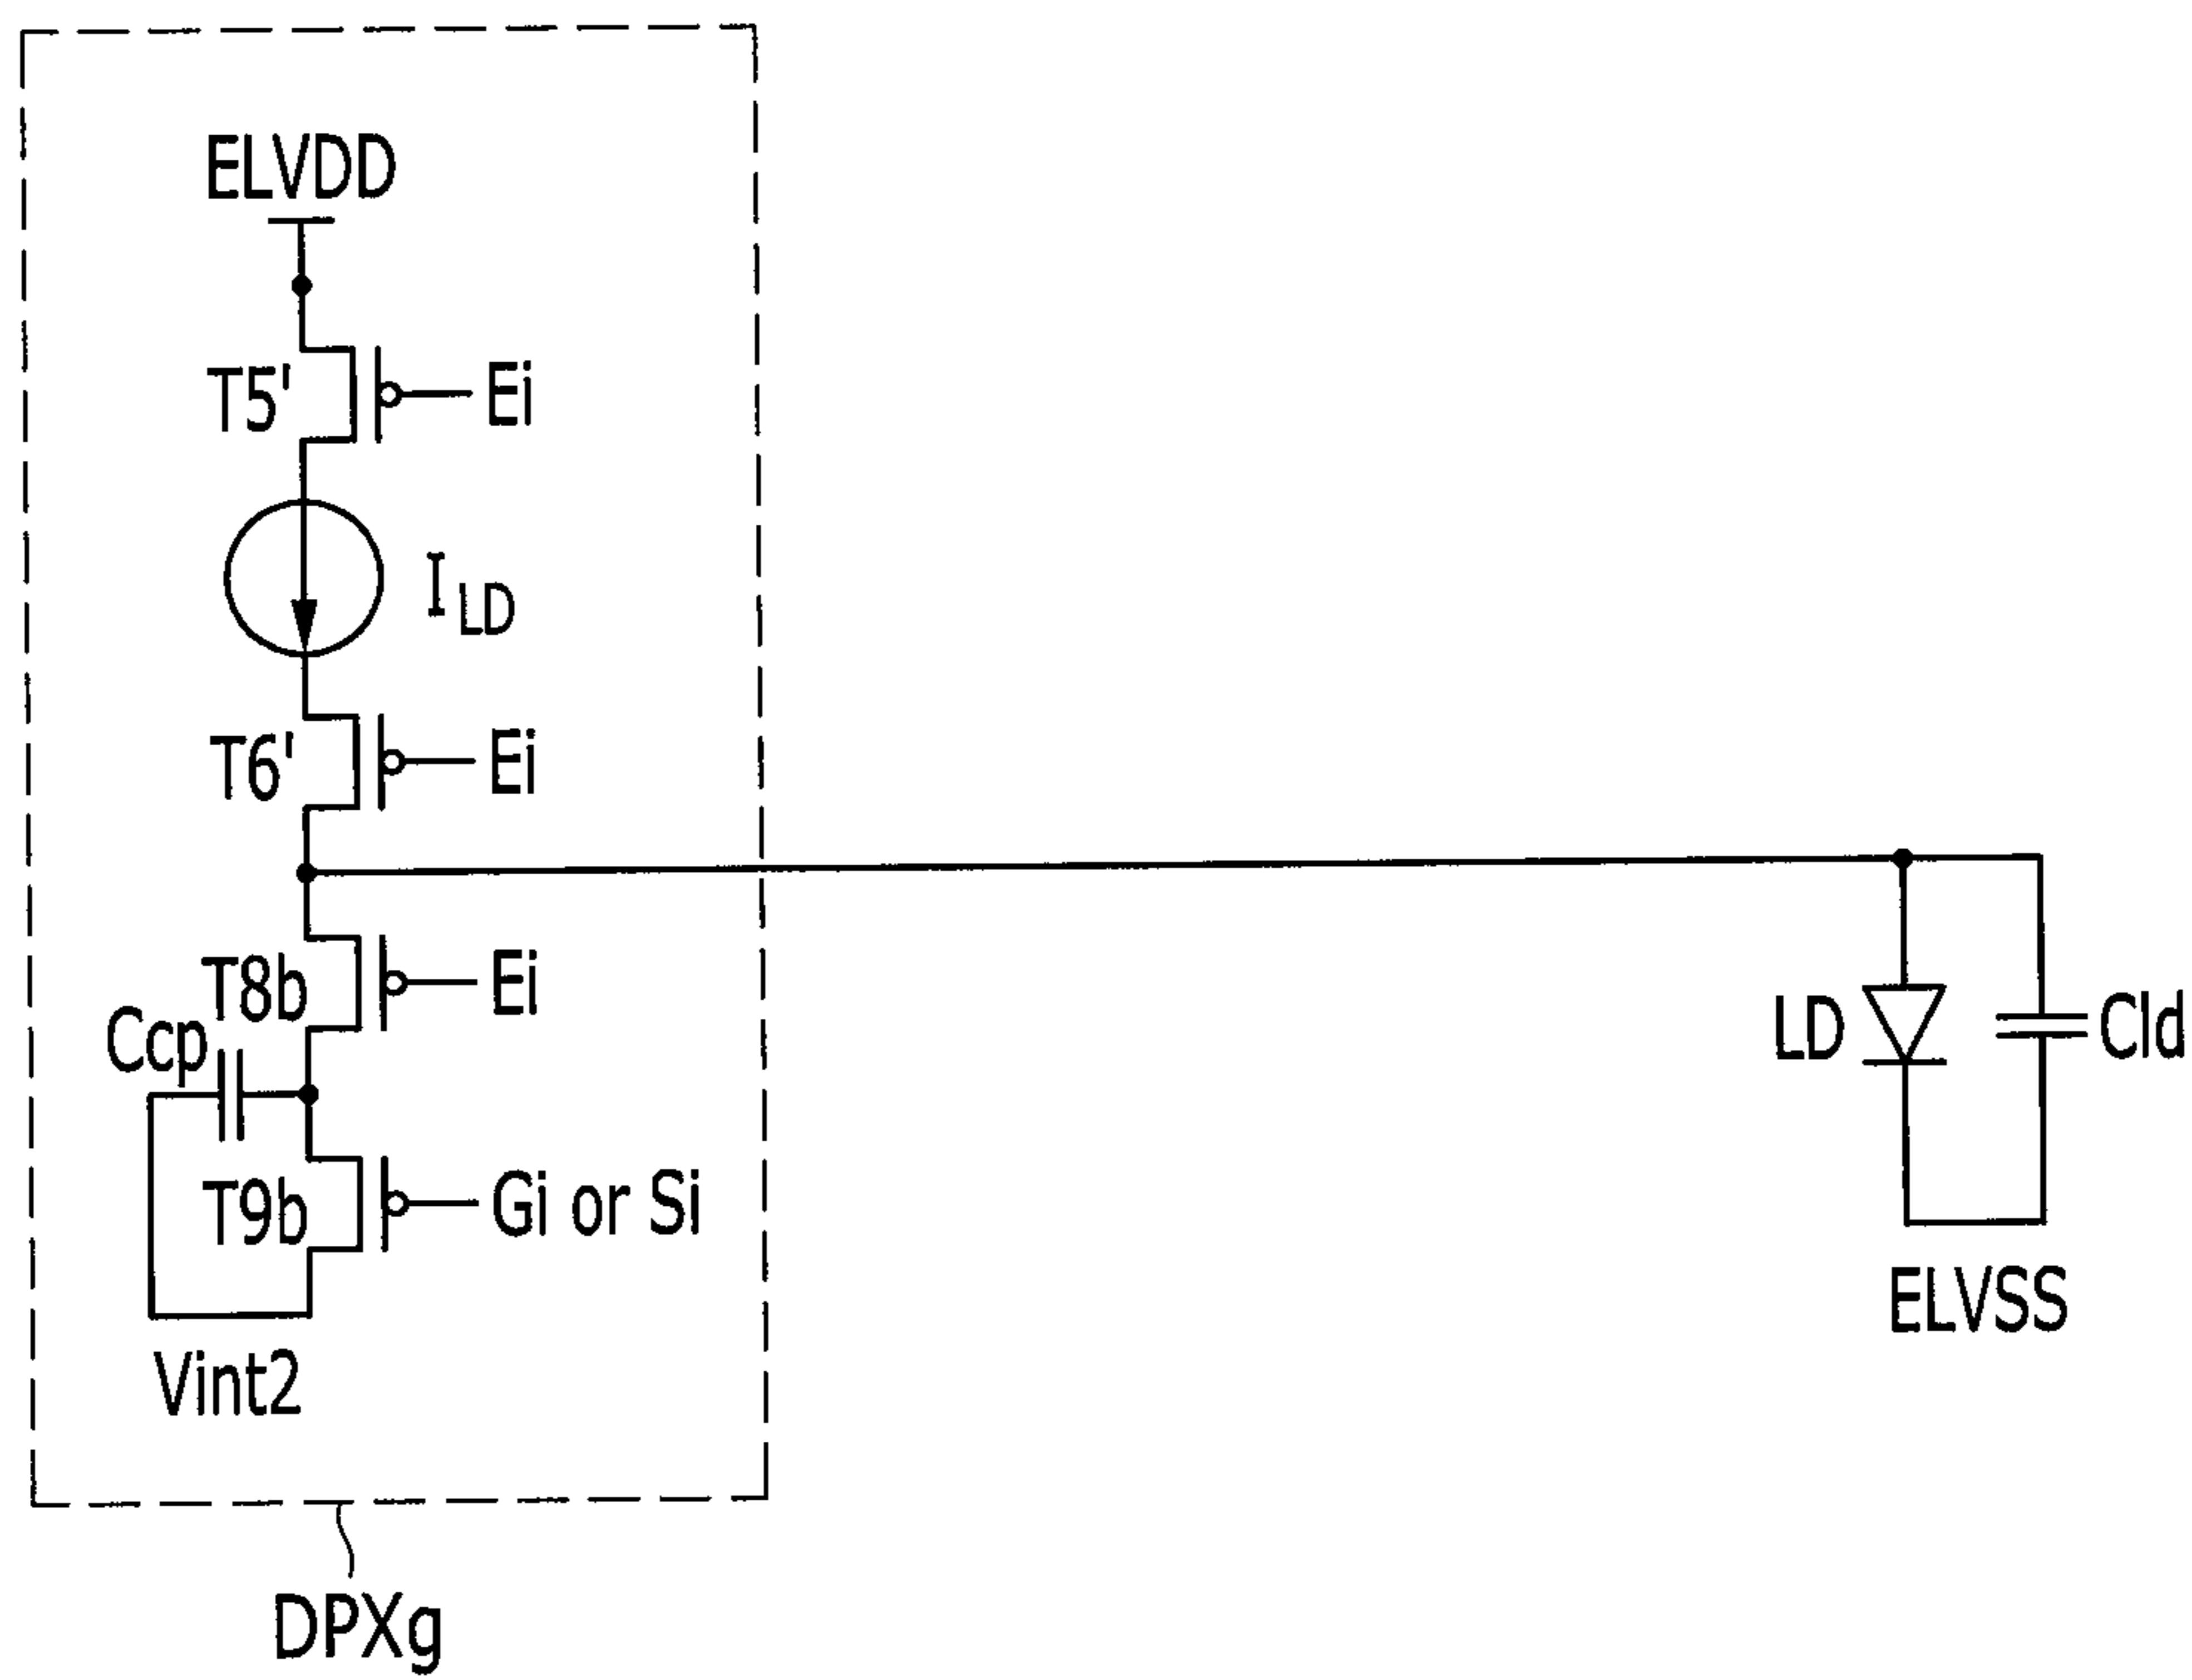 ELVDD
T5' Ei
I LD
T6' Ei
T8b Ei
Ccp
LD Cld
T9b Gi or Si
ELVSS
Vint2
DPXg